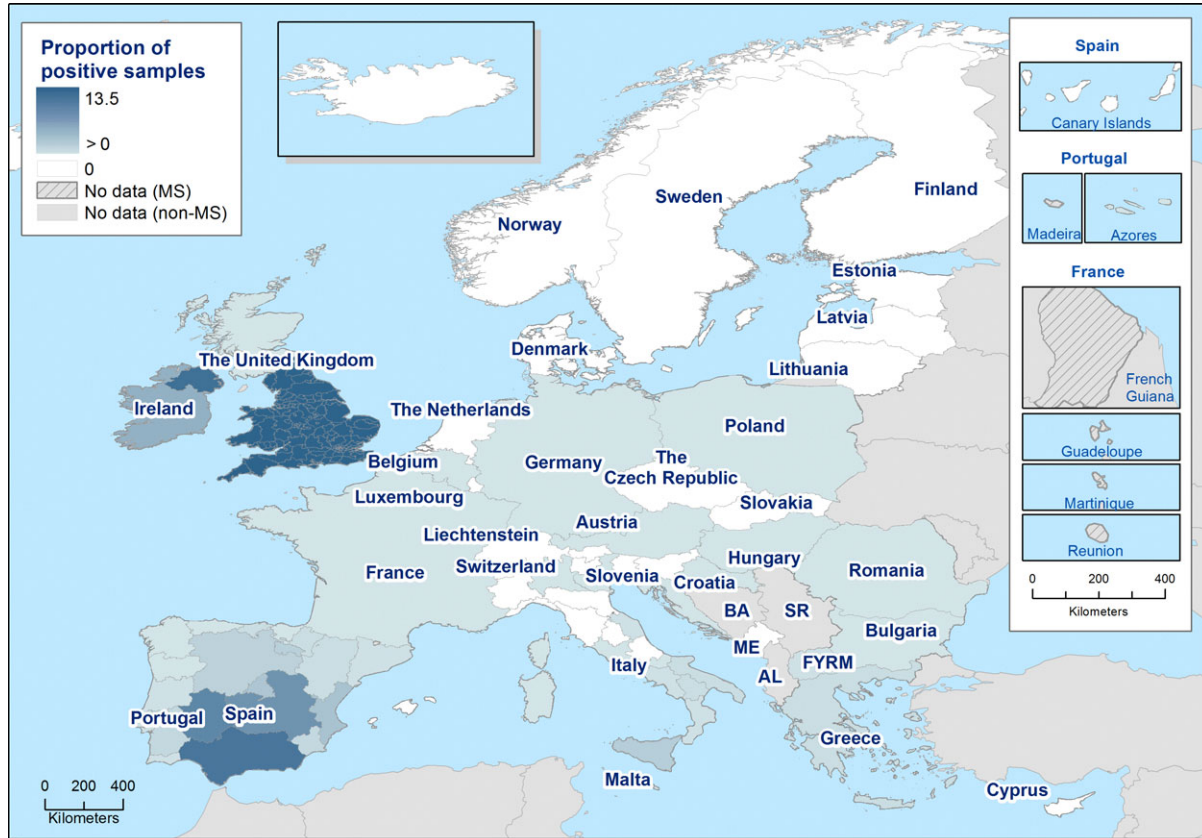 Proportion of
positive samples
13.5
> 0
0
No data (MS)
No data (non-MS)
Spain
Canary Islands
Portugal
Madeira
Azores
France
French
Guiana
Guadeloupe
Martinique
Reunion
0 200 400
Kilometers
Finland
Sweden
Norway
Estonia
Latvia
Denmark
Lithuania
The United Kingdom
Ireland
The Netherlands
Poland
Belgium
Germany
The
Czech Republic
Luxembourg
Slovakia
Austria
Liechtenstein
Hungary
Switzerland
France
Slovenia
Romania
Croatia
BA
SR
Bulgaria
ME
Italy
FYRM
AL
Portugal
Spain
Greece
Malta
Cyprus
0 200 400
Kilometers